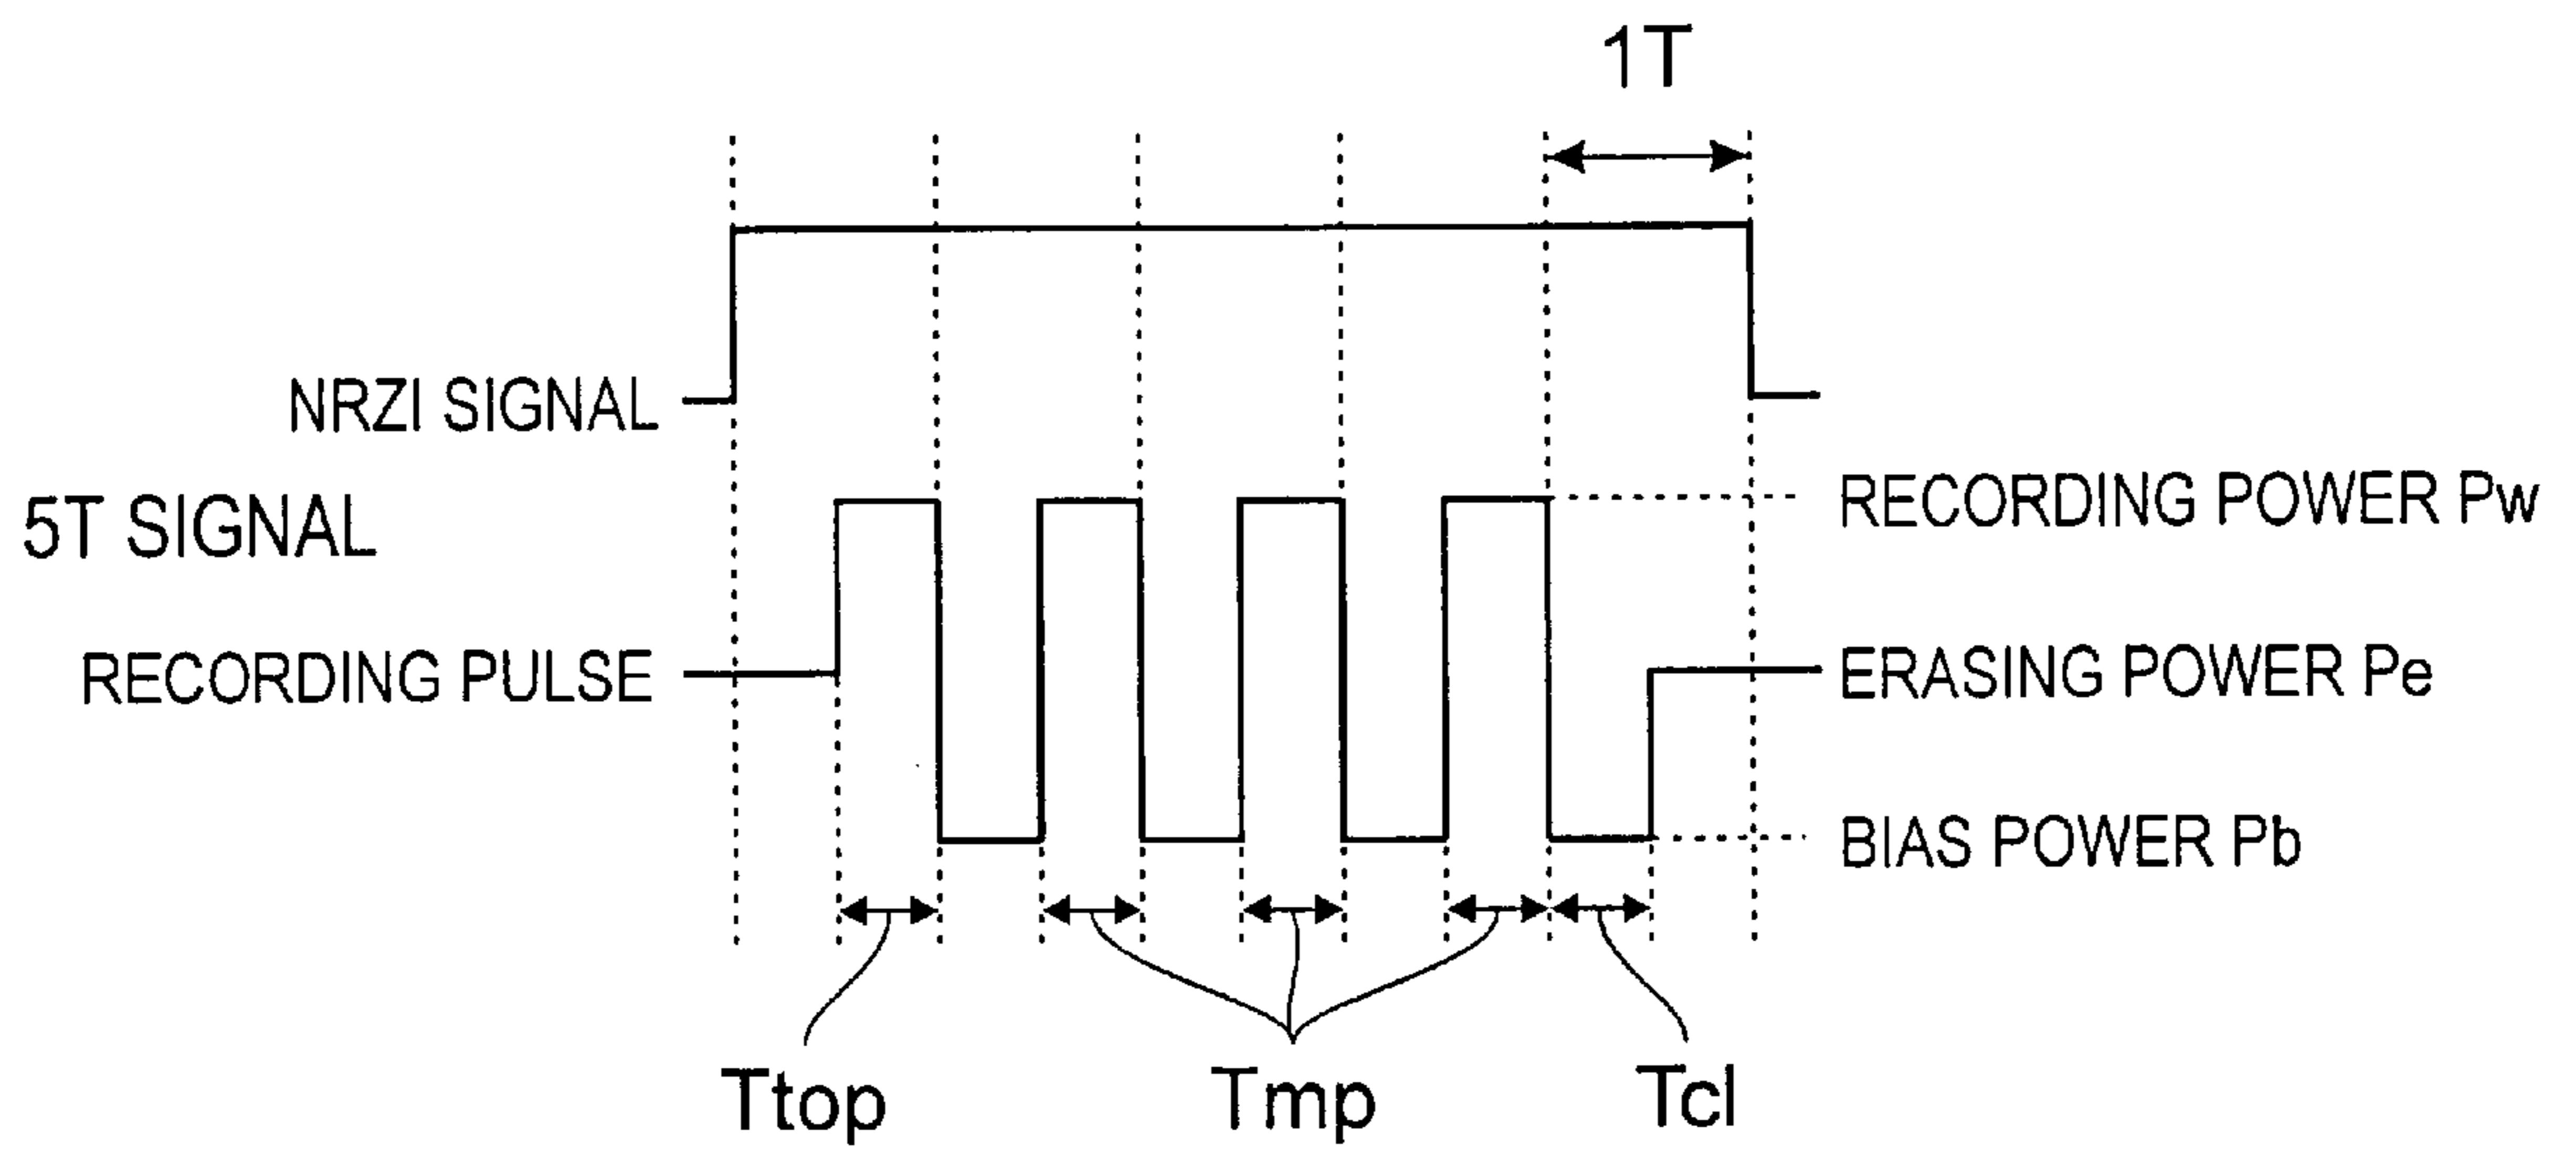 1T
NRZI SIGNAL
5T SIGNAL
RECORDING POWER Pw
RECORDING PULSE
ERASING POWER Pe
BIAS POWER Pb
Ttop
Tmp
Tcl